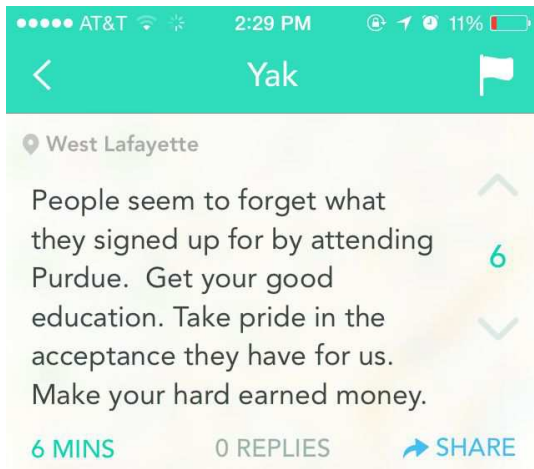 AT&T 2:29 PM 11%
Yak
West Lafayette
People seem to forget what
they signed up for by attending
6
Purdue.  Get your good
education. Take pride in the
acceptance they have for us.
Make your hard earned money.
6 MINS 0 REPLIES SHARE